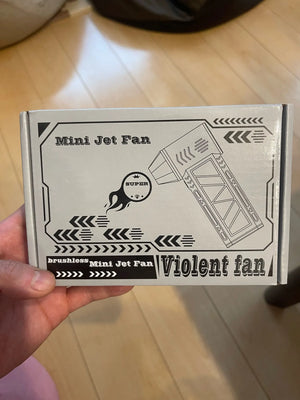 Mini Jet Fan
SUPER
brushless Mini Jet Fan
Violent fan